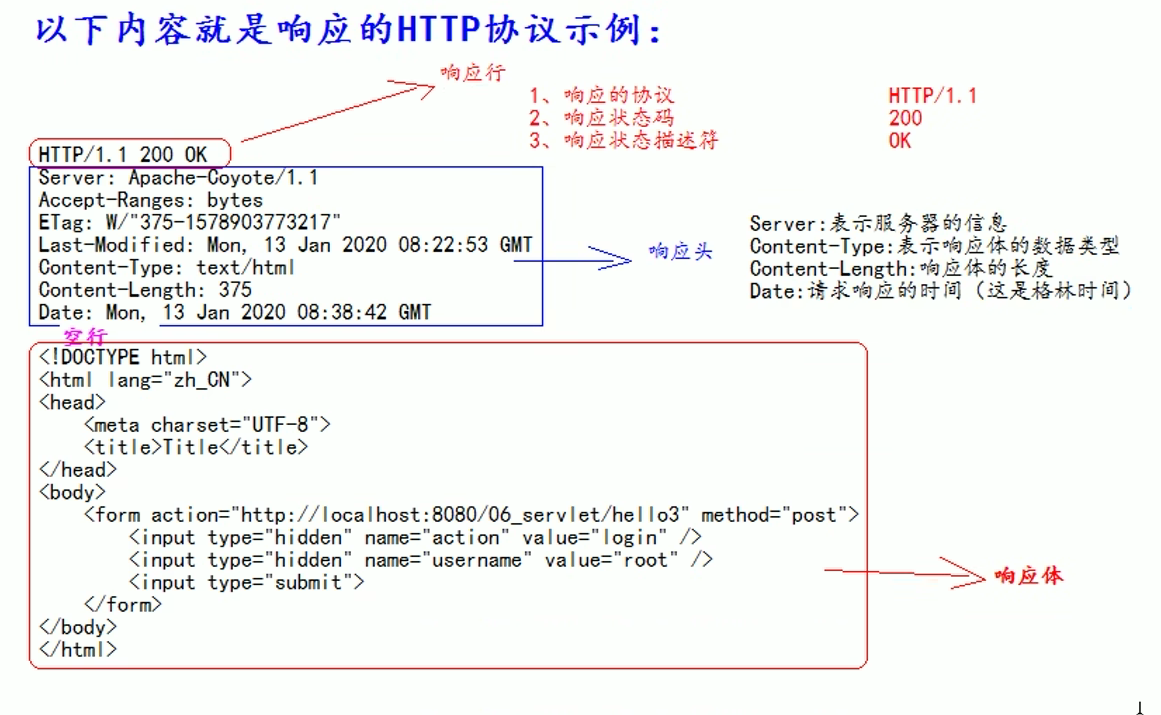 以下内容就是响应的HTTP协议示例：
响应行
1、响应的协议 HTTP/1.1
2、响应状态码 200
3、响应状态描述符 OK
HTTP/1.1 200 OK
Server: Apache-Coyote/1.1
Accept-Ranges: bytes
ETag: W/"375-1578903773217"
Last-Modified: Mon, 13 Jan 2020 08:22:53 GMT
Content-Type: text/html
Content-Length: 375
Date: Mon, 13 Jan 2020 08:38:42 GMT
响应头
Server:表示服务器的信息
Content-Type:表示响应体的数据类型
Content-Length:响应体的长度
Date:请求响应的时间（这是格林时间）
空行
<!DOCTYPE html>
<html lang="zh_CN">
<head>
    <meta charset="UTF-8">
    <title>Title</title>
</head>
<body>
    <form action="http://localhost:8080/06_servlet/hello3" method="post">
        <input type="hidden" name="action" value="login" />
        <input type="hidden" name="username" value="root" />
        <input type="submit">
    </form>
</body>
</html>
响应体